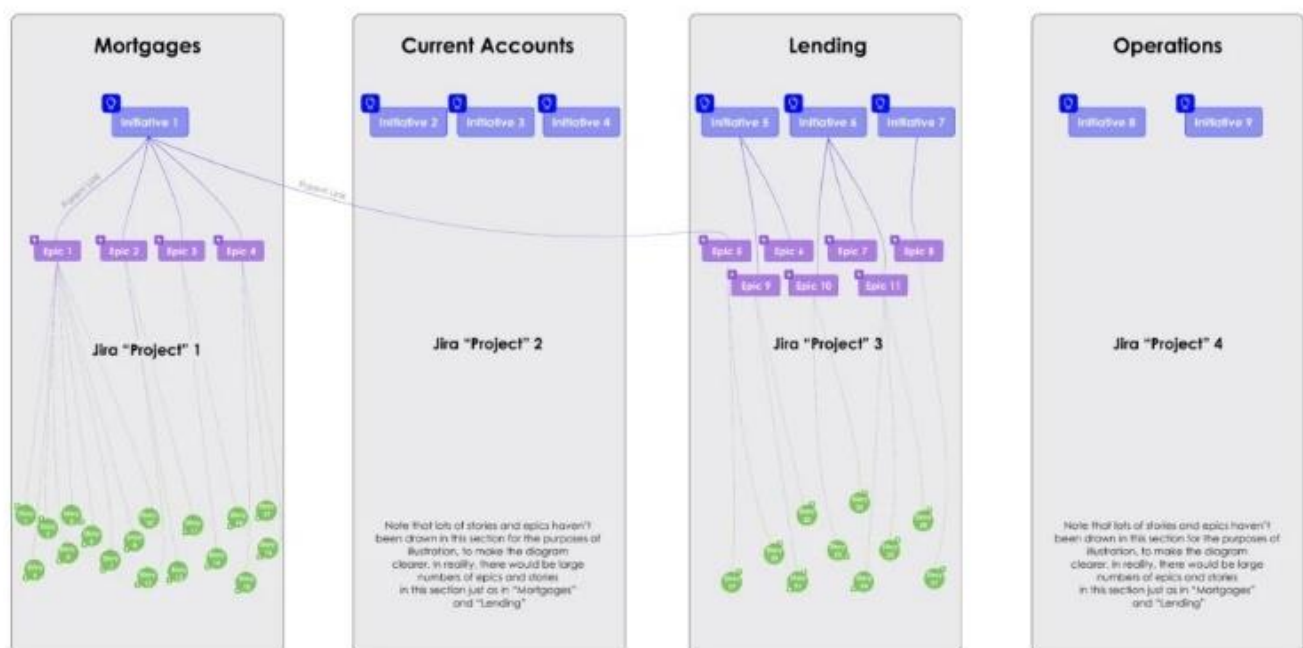 Mortgages
Current Accounts
Lending
Operations
Initiative 1
Initiative 2
Initiative 3
Initiative 4
Initiative 5
Initiative 6
Initiative 7
Initiative 8
Initiative 9
Parent Link
Parent Link
Epic 1
Epic 2
Epic 3
Epic 4
Epic 5
Epic 6
Epic 7
Epic 8
Epic 9
Epic 10
Epic 11
Jira “Project” 1
Jira “Project” 2
Jira “Project” 3
Jira “Project” 4
Note that lots of stories and epics haven’t
been drawn in this section for the purposes of
illustration, to make the diagram
clearer. In reality, there would be large
numbers of epics and stories
in this section just as in “Mortgages”
and “Lending”
Note that lots of stories and epics haven’t
been drawn in this section for the purposes of
illustration, to make the diagram
clearer. In reality, there would be large
numbers of epics and stories
in this section just as in “Mortgages”
and “Lending”